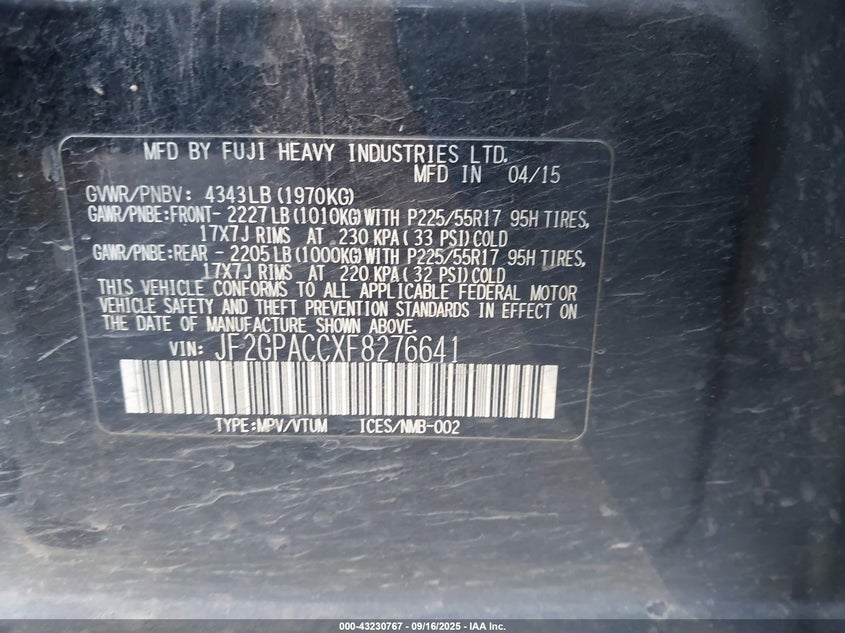 MFD BY FUJI HEAVY INDUSTRIES LTD.
MFD IN 04/15
GVWR/PNBV: 4343LB (1970KG)
GAWR/PNBE:FRONT- 2227LB (1010KG) WITH P225/55R17 95H TIRES,
17X7J RIMS AT 230 KPA( 33 PSI) COLD
GAWR/PNBE:REAR - 2205LB (1000KG) WITH P225/55R17 95H TIRES,
17X7J RIMS AT 220 KPA( 32 PSI) COLD
THIS VEHICLE CONFORMS TO ALL APPLICABLE FEDERAL MOTOR
VEHICLE SAFETY AND THEFT PREVENTION STANDARDS IN EFFECT ON
THE DATE OF MANUFACTURE SHOWN ABOVE.
VIN: JF2GPACCXF8276641
TYPE:MPV/VTUM ICES/NMB-002
000-43230767 - 09/16/2025 - IAA Inc.